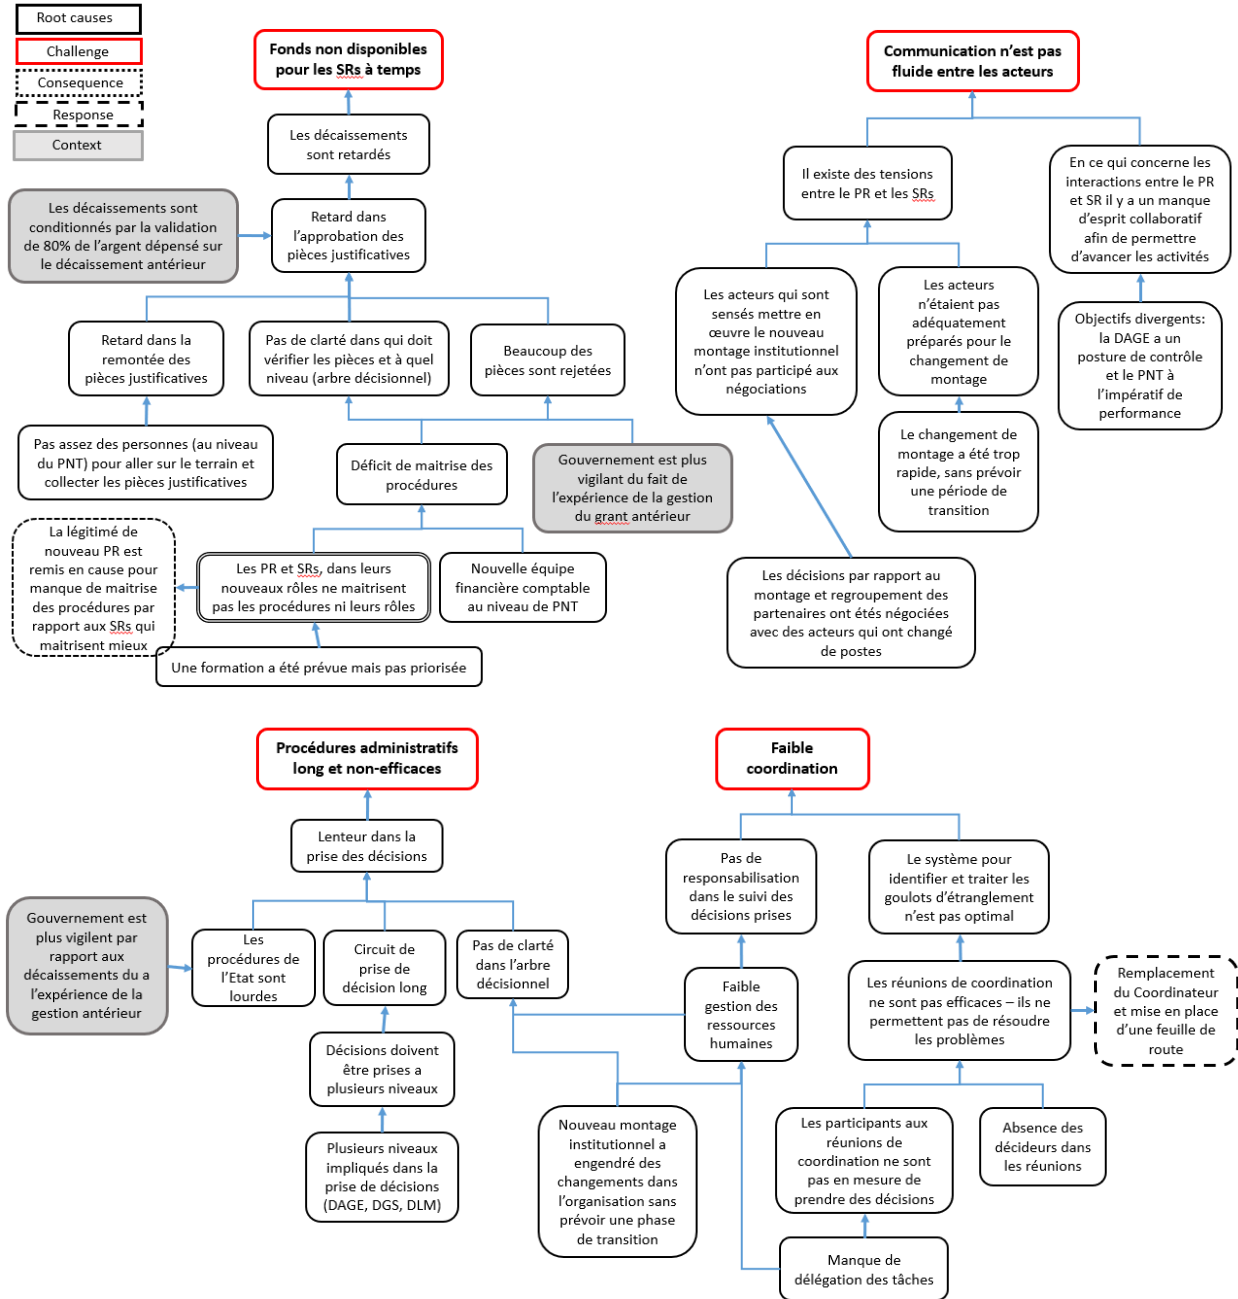 Root causes
Challenge
Consequence
Response
Context
Fonds non disponibles
pour les SRs à temps
Les décaissements
sont retardés
Les décaissements sont
conditionnés par la validation
de 80% de l'argent dépensé sur
le décaissement antérieur
Retard dans
l'approbation des
pièces justificatives
Retard dans la
remontée des
pièces justificatives
Pas de clarté dans qui doit
vérifier les pièces et à quel
niveau (arbre décisionnel)
Beaucoup des
pièces sont rejetées
Pas assez des personnes (au niveau
du PNT) pour aller sur le terrain et
collecter les pièces justificatives
Déficit de maitrise des
procédures
Gouvernement est plus
vigilant du fait de
l'expérience de la gestion
du grant antérieur
La légitimé de
nouveau PR est
remis en cause pour
manque de maitrise
des procédures par
rapport aux SRs qui
maitrisent mieux
Les PR et SRs, dans leurs
nouveaux rôles ne maitrisent
pas les procédures ni leurs rôles
Nouvelle équipe
financière comptable
au niveau de PNT
Une formation a été prévue mais pas priorisée
Communication n'est pas
fluide entre les acteurs
Il existe des tensions
entre le PR et les SRs
En ce qui concerne les
interactions entre le PR
et SR il y a un manque
d'esprit collaboratif
afin de permettre
d'avancer les activités
Les acteurs qui sont
sensés mettre en
œuvre le nouveau
montage institutionnel
n'ont pas participé aux
négociations
Les acteurs
n'étaient pas
adéquatement
préparés pour le
changement de
montage
Objectifs divergents:
la DAGE a un
posture de contrôle
et le PNT à
l'impératif de
performance
Le changement de
montage a été trop
rapide, sans prévoir
une période de
transition
Les décisions par rapport au
montage et regroupement des
partenaires ont étés négociées
avec des acteurs qui ont changé
de postes
Procédures administratifs
long et non-efficaces
Lenteur dans la
prise des décisions
Gouvernement est
plus vigilent par
rapport aux
décaissements du a
l'expérience de la
gestion antérieur
Les
procédures de
l'Etat sont
lourdes
Circuit de
prise de
décision long
Pas de clarté
dans l'arbre
décisionnel
Décisions doivent
être prises a
plusieurs niveaux
Plusieurs niveaux
impliqués dans la
prise de décisions
(DAGE, DGS, DLM)
Faible
coordination
Pas de
responsabilisation
dans le suivi des
décisions prises
Le système pour
identifier et traiter les
goulots d'étranglement
n'est pas optimal
Faible
gestion des
ressources
humaines
Les réunions de coordination
ne sont pas efficaces – ils ne
permettent pas de résoudre
les problèmes
Remplacement
du Coordinateur
et mise en place
d'une feuille de
route
Nouveau montage
institutionnel a
engendré des
changements dans
l'organisation sans
prévoir une phase
de transition
Les participants aux
réunions de
coordination ne sont
pas en mesure de
prendre des décisions
Absence des
décideurs dans
les réunions
Manque de
délégation des tâches